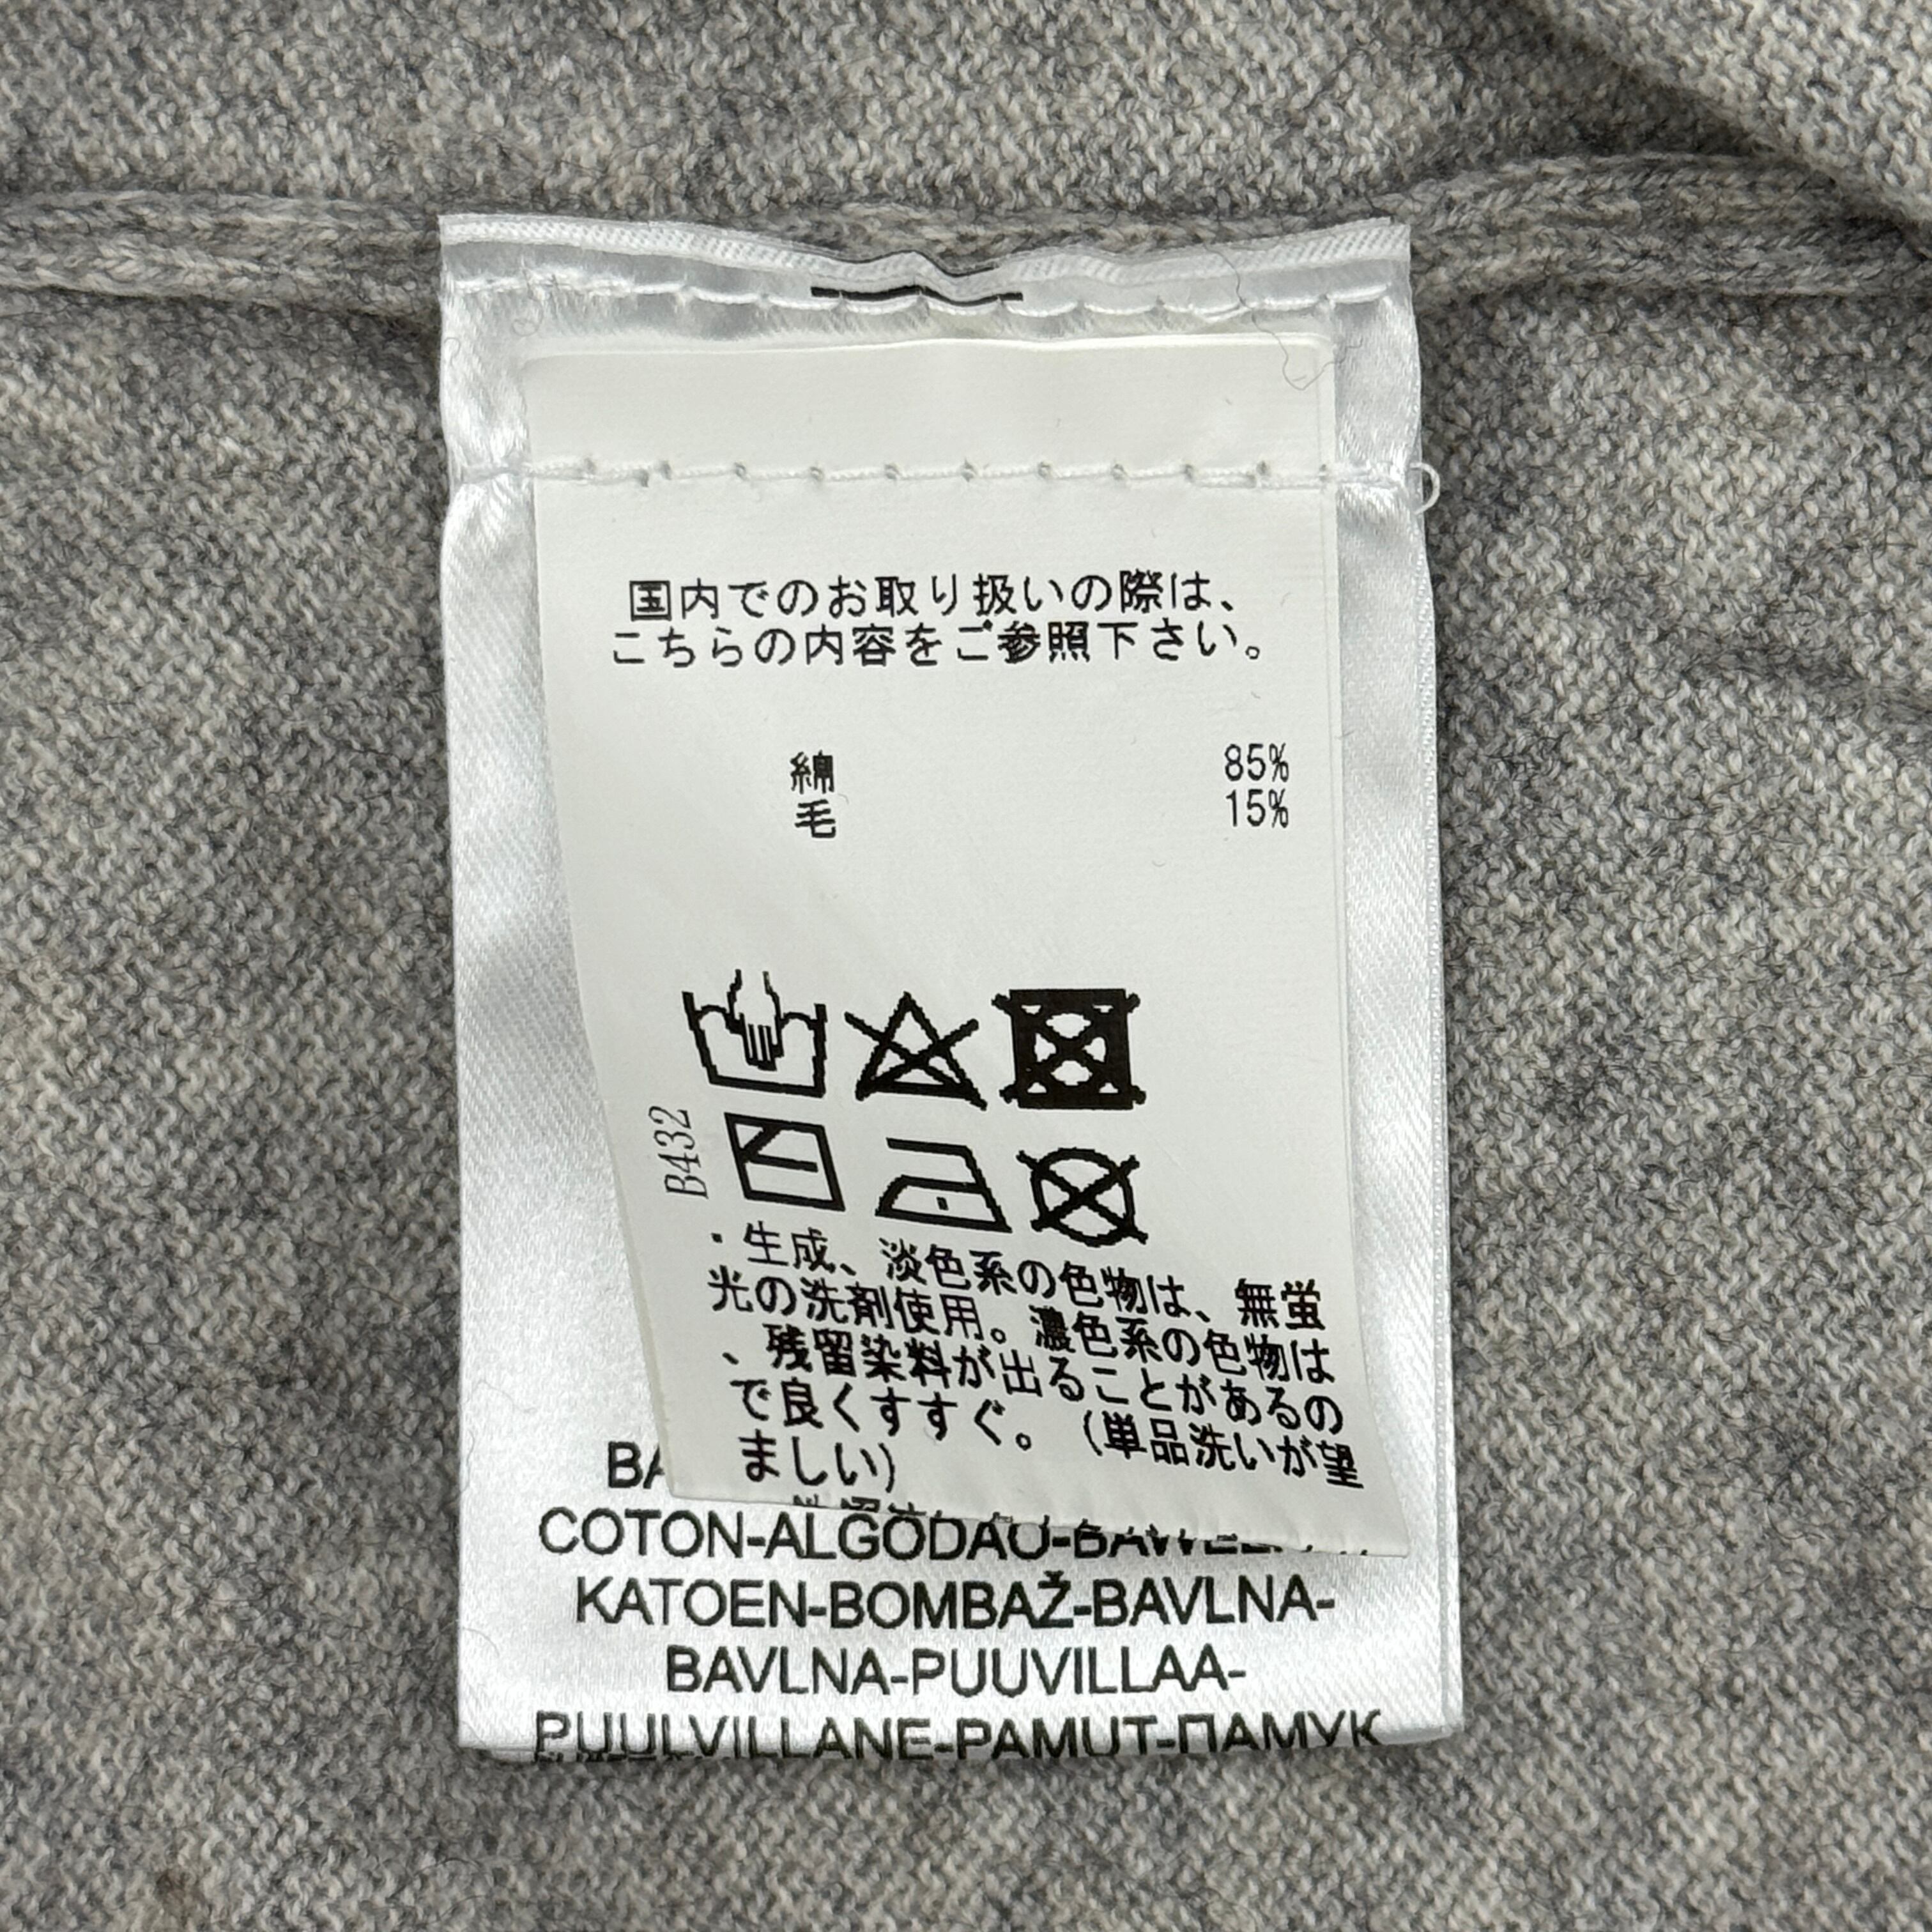 国内でのお取り扱いの際は、
こちらの内容をご参照下さい。
綿 85%
毛 15%
B432
・生成、淡色系の色物は、無蛍
光の洗剤使用。濃色系の色物は
、残留染料が出ることがあるの
で良くすすぐ。(単品洗いが望
ましい)
COTON-ALGODAO-
KATOEN-BOMBAŽ-BAVLNA-
BAVLNA-PUUVILLAA-
PUUVILLANE-PAMUT-ПАМУК